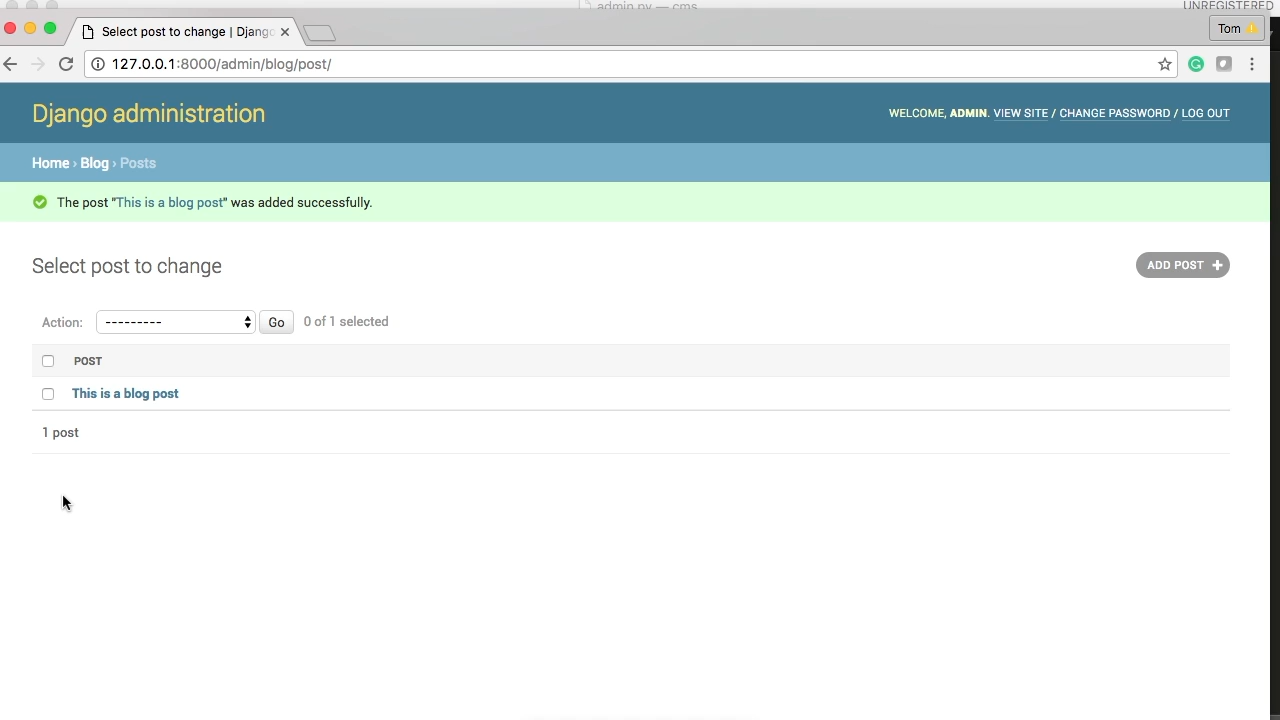 admin.py — cms
UNREGISTERED
Select post to change | Django
Tom
127.0.0.1:8000/admin/blog/post/
Django administration
WELCOME, ADMIN. VIEW SITE / CHANGE PASSWORD / LOG OUT
Home › Blog › Posts
The post "This is a blog post" was added successfully.
Select post to change
ADD POST +
Action: --------- Go 0 of 1 selected
POST
This is a blog post
1 post